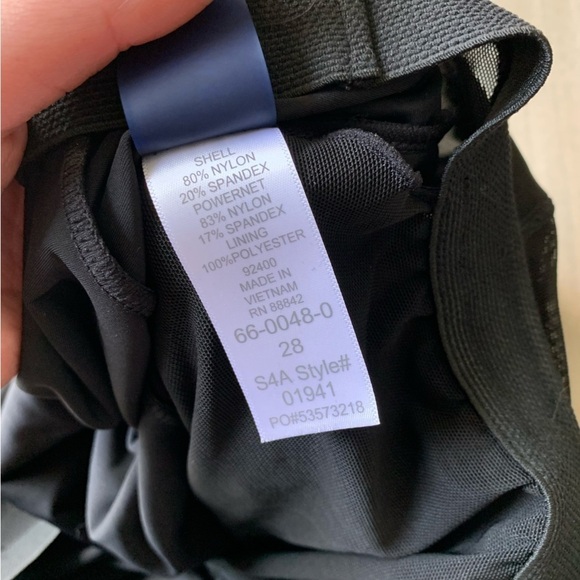 SHELL
80% NYLON
20% SPANDEX
POWERNET
83% NYLON
17% SPANDEX
LINING
100%POLYESTER
92400
MADE IN
VIETNAM
RN 88842
66-0048-0
28
S4A Style#
01941
PO#53573218